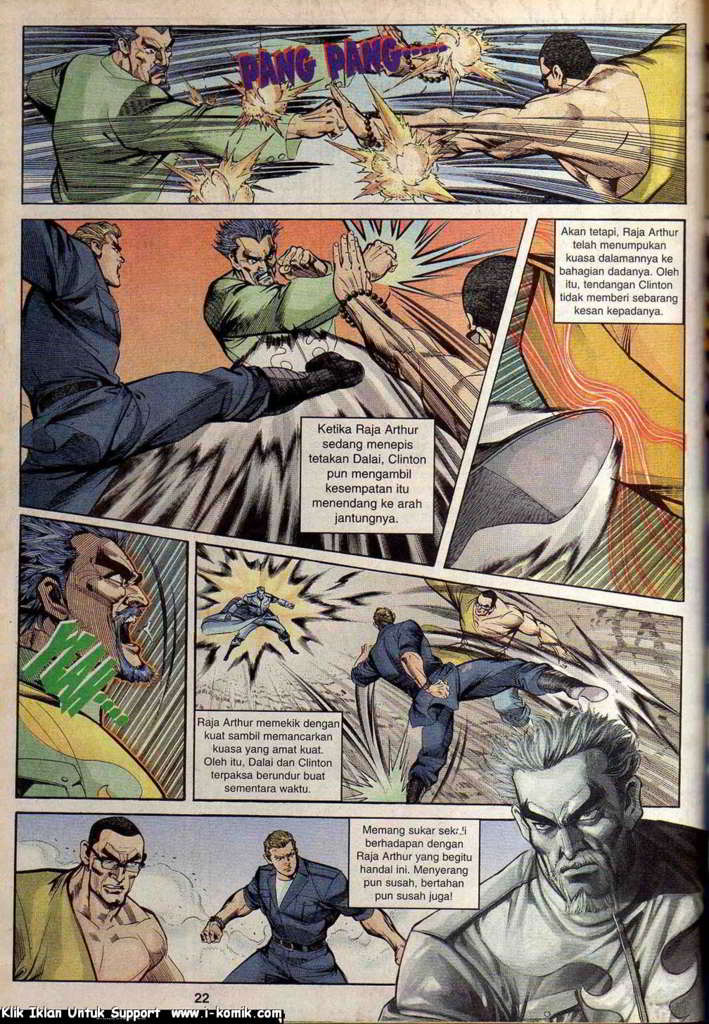 PANG PANG......
Akan tetapi, Raja Arthur
telah menumpukan
kuasa dalamannya ke
bahagian dadanya. Oleh
itu, tendangan Clinton
tidak memberi sebarang
kesan kepadanya.
Ketika Raja Arthur
sedang menepis
tetakan Dalai, Clinton
pun mengambil
kesempatan itu
menendang ke arah
jantungnya.
YEAH...
Raja Arthur memekik dengan
kuat sambil memancarkan
kuasa yang amat kuat.
Oleh itu, Dalai dan Clinton
terpaksa berundur buat
sementara waktu.
Memang sukar sekali
berhadapan dengan
Raja Arthur yang begitu
handal ini. Menyerang
pun susah, bertahan
pun susah juga!
22
Klik Iklan Untuk Support www.i-komik.com